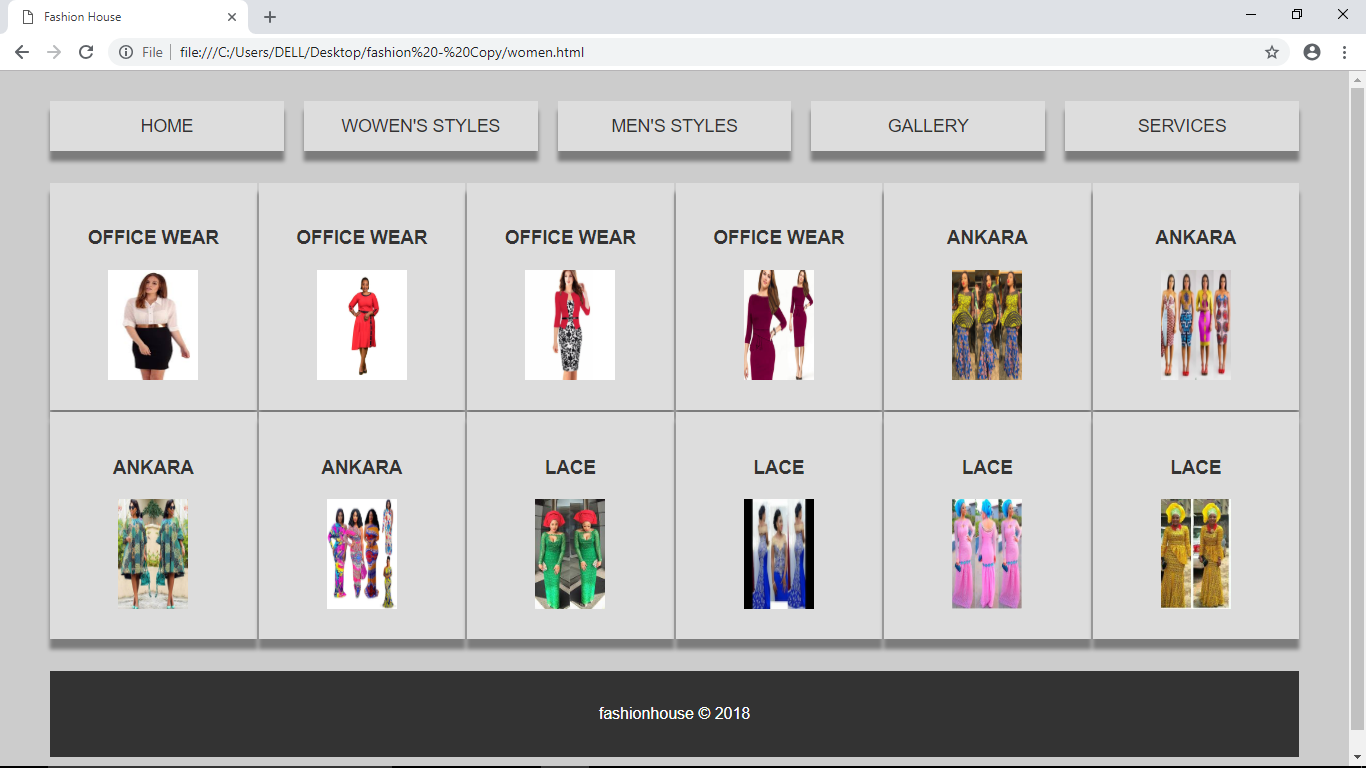 Fashion House
File file:///C:/Users/DELL/Desktop/fashion%20-%20Copy/women.html
HOME WOWEN'S STYLES MEN'S STYLES GALLERY SERVICES
OFFICE WEAR OFFICE WEAR OFFICE WEAR OFFICE WEAR ANKARA ANKARA
ANKARA ANKARA LACE LACE LACE LACE
fashionhouse © 2018